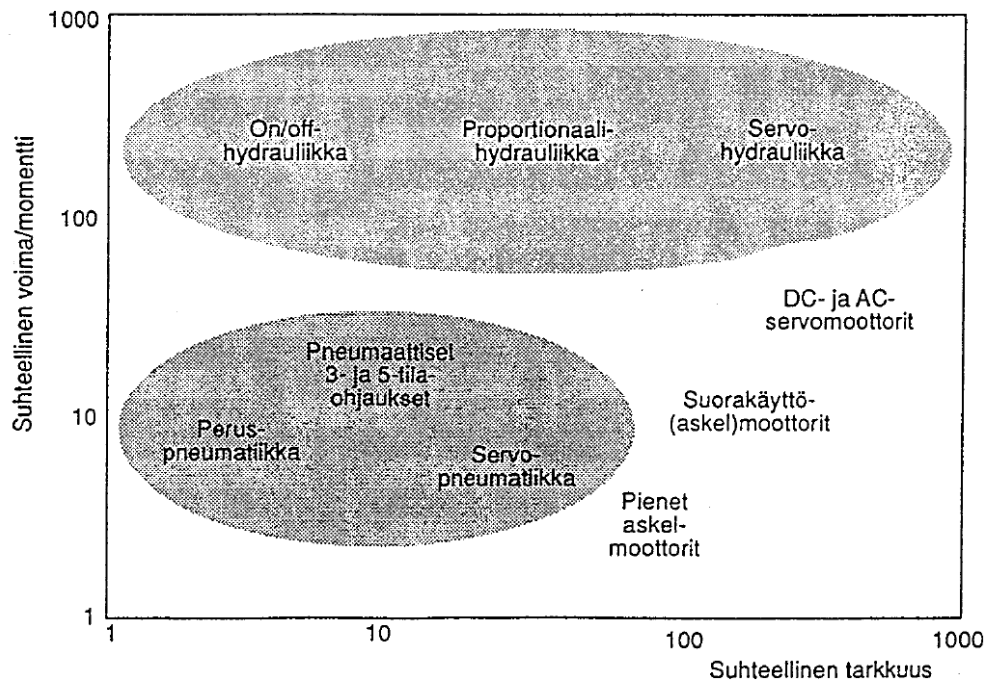 1000
On/off-
hydrauliikka
Proportionaali-
hydrauliikka
Servo-
hydrauliikka
100
Suhteellinen voima/momentti
DC- ja AC-
servomoottorit
Pneumaattiset
3- ja 5-tila-
ohjaukset
Suorakäyttö-
(askel)moottorit
10
Perus-
pneumatiikka
Servo-
pneumatiikka
Pienet
askel-
moottorit
1
1
10
100
1000
Suhteellinen tarkkuus